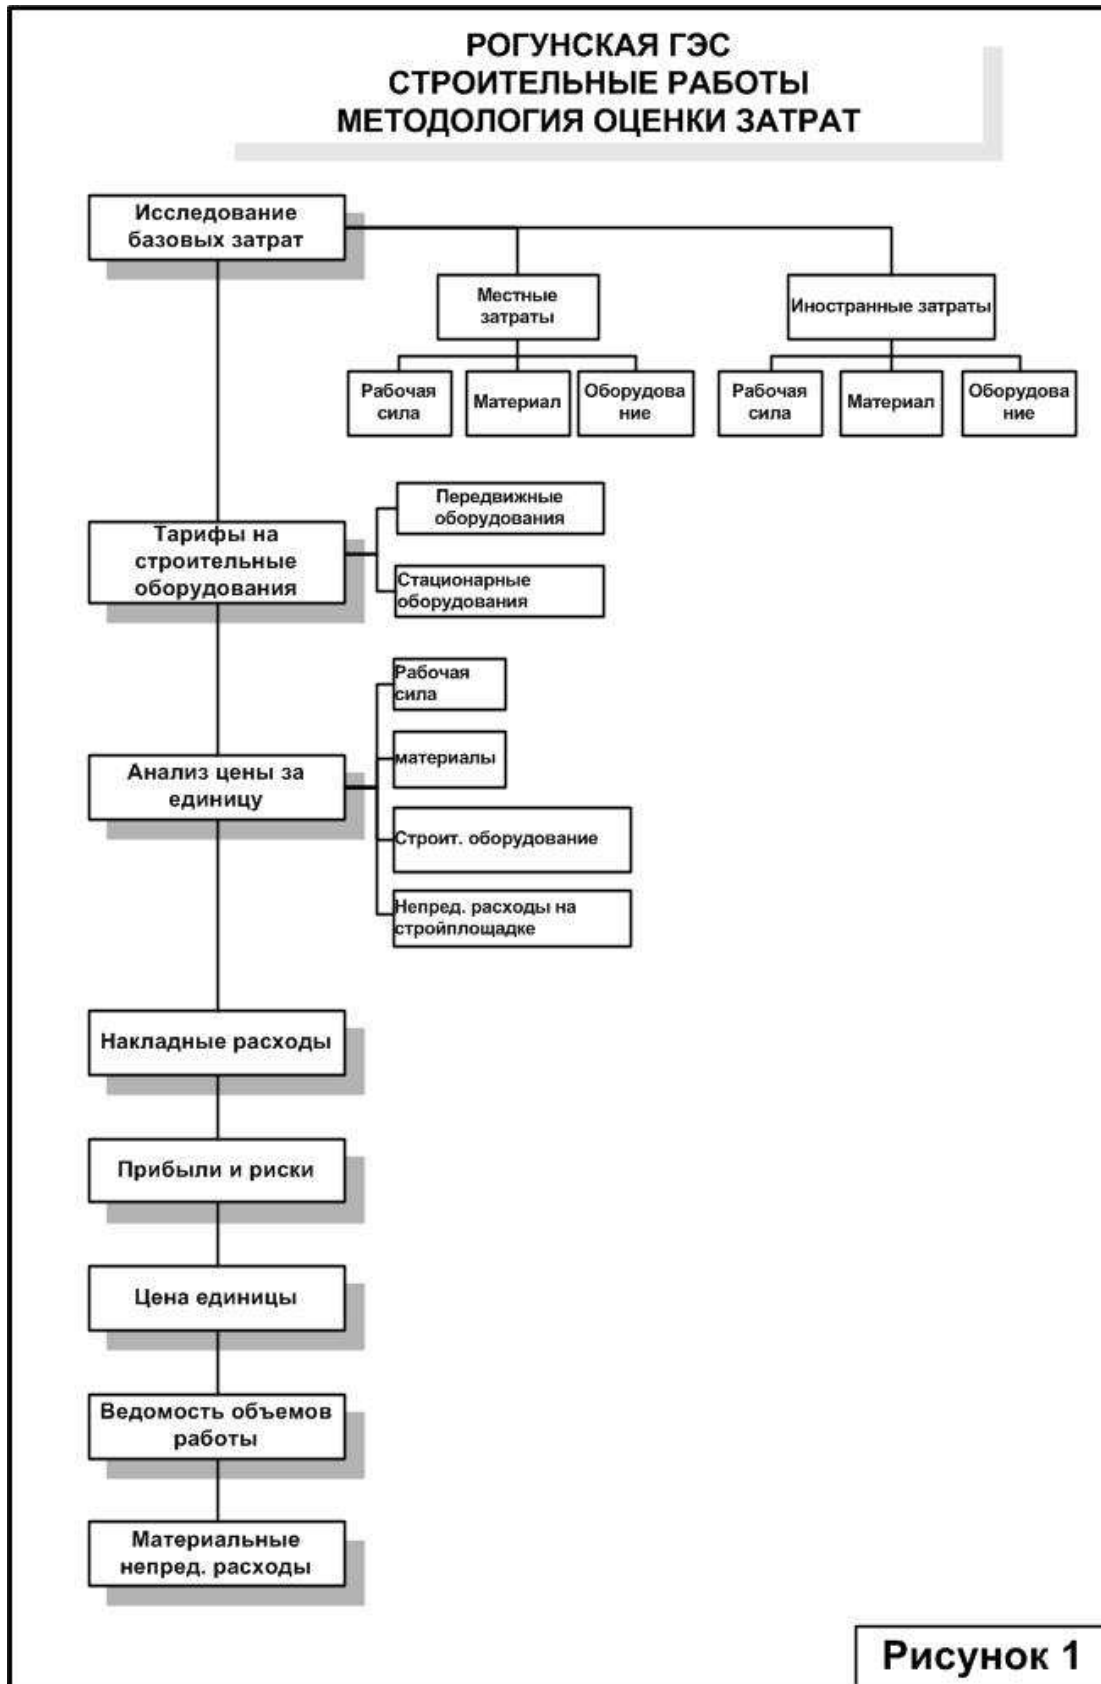 РОГУНСКАЯ ГЭС
СТРОИТЕЛЬНЫЕ РАБОТЫ
МЕТОДОЛОГИЯ ОЦЕНКИ ЗАТРАТ
Исследование
базовых затрат
Местные
затраты
Иностранные затраты
Рабочая
сила
Материал
Оборудова
ние
Рабочая
сила
Материал
Оборудова
ние
Тарифы на
строительные
оборудования
Передвижные
оборудования
Стационарные
оборудования
Анализ цены за
единицу
Рабочая
сила
материалы
Строит. оборудование
Непред. расходы на
стройплощадке
Накладные расходы
Прибыли и риски
Цена единицы
Ведомость объемов
работы
Материальные
непред. расходы
Рисунок 1